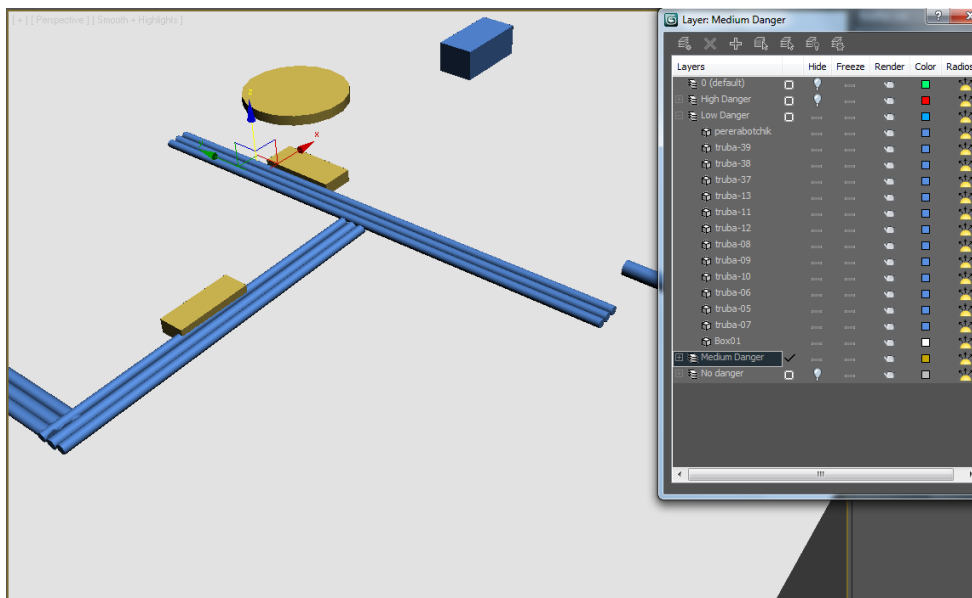 [ + ] [ Perspective ] [ Smooth + Highlights ]
Layer: Medium Danger
Layers Hide Freeze Render Color Radios
0 (default)
High Danger
Low Danger
pererabotchik
truba-39
truba-38
truba-37
truba-13
truba-11
truba-12
truba-08
truba-09
truba-10
truba-06
truba-05
truba-07
Box01
Medium Danger
No danger
z
x